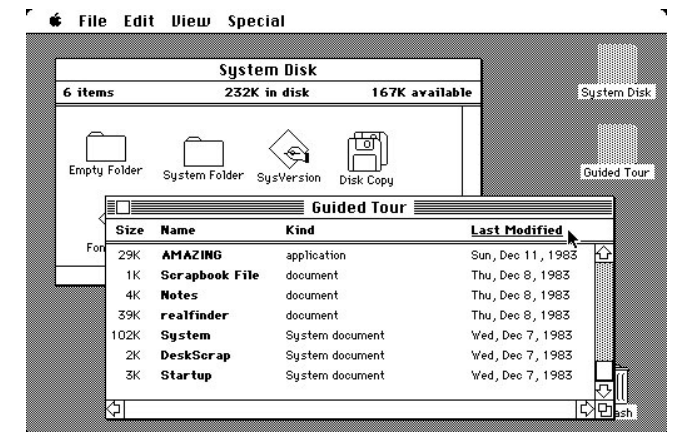 File Edit View Special
System Disk
6 items 232K in disk 167K available
System Disk
Empty Folder System Folder SysVersion Disk Copy
Guided Tour
Guided Tour
Size Name Kind Last Modified
Fon
29K AMAZING application Sun, Dec 11, 1983
1K Scrapbook File document Thu, Dec 8, 1983
4K Notes document Thu, Dec 8, 1983
39K realfinder document Thu, Dec 8, 1983
102K System System document Wed, Dec 7, 1983
2K DeskScrap System document Wed, Dec 7, 1983
3K Startup System document Wed, Dec 7, 1983
ash